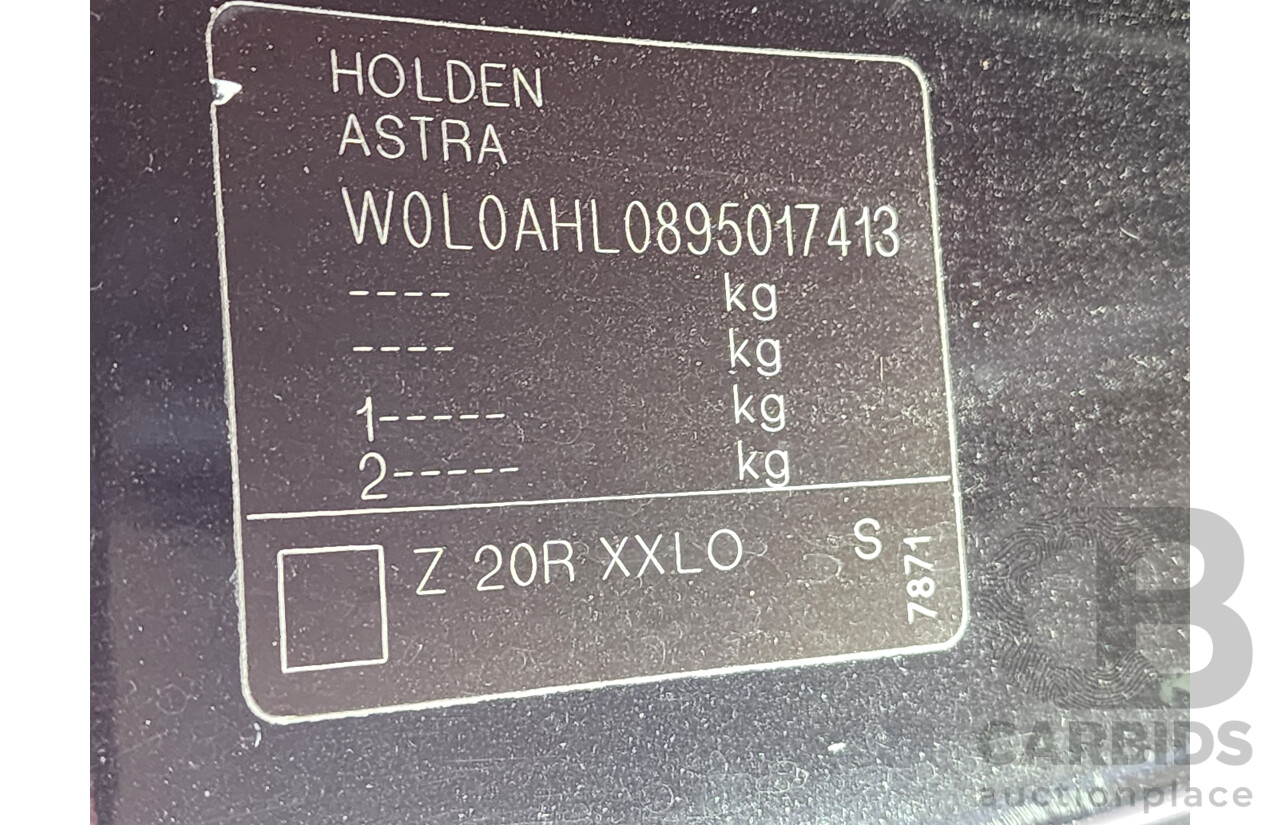 HOLDEN
ASTRA
W0L0AHL0895017413
---- kg
---- kg
1----- kg
2----- kg
Z 20R XXLO S
7871
CARBIDS
auctionplace